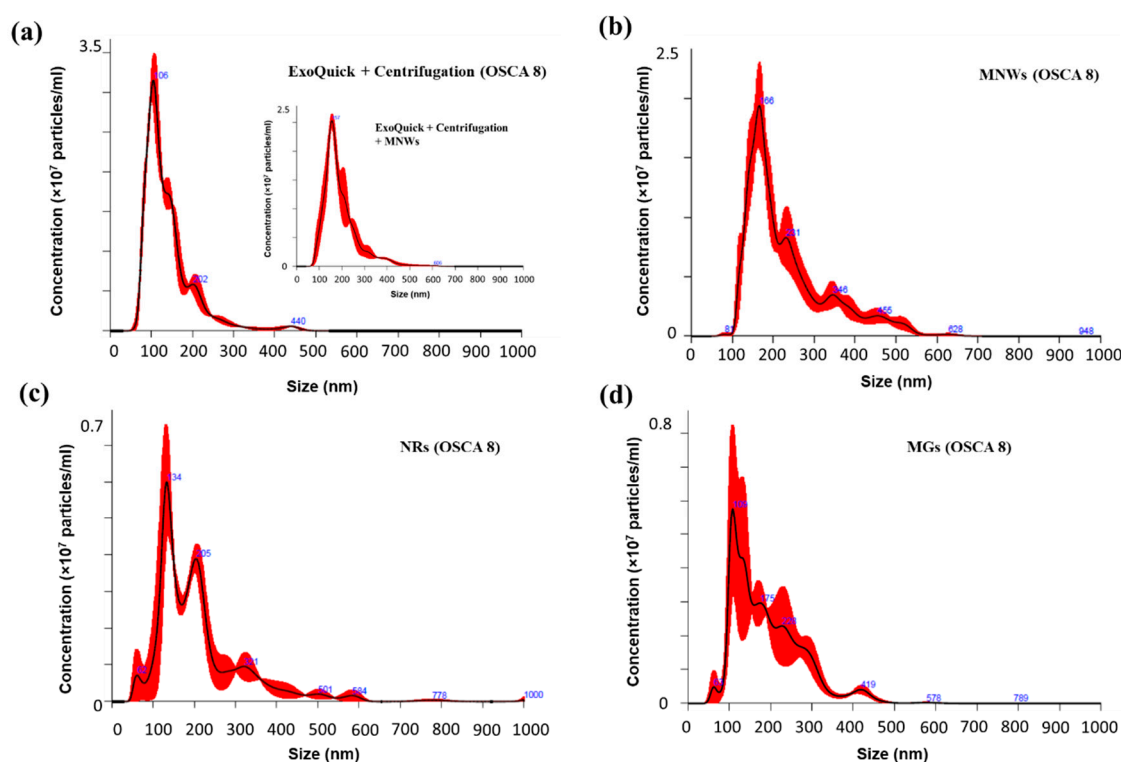 (a)
3.5
Concentration (×10⁷ particles/ml)
ExoQuick + Centrifugation (OSCA 8)
202
440
0 100 200 300 400 500 600 700 800 900 1000
Size (nm)
2.5
Concentration (×10⁷ particles/ml)
ExoQuick + Centrifugation
+ MNWs
0
0 100 200 300 400 500 600 700 800 900 1000
Size (nm)
(b)
2.5
Concentration (×10⁷ particles/ml)
MNWs (OSCA 8)
166
231
346
455
628
948
81
0
0 100 200 300 400 500 600 700 800 900 1000
Size (nm)
(c)
0.7
Concentration (×10⁷ particles/ml)
NRs (OSCA 8)
134
205
321
501
584
778
1000
0
0 100 200 300 400 500 600 700 800 900 1000
Size (nm)
(d)
0.8
Concentration (×10⁷ particles/ml)
MGs (OSCA 8)
175
419
578
789
0
0 100 200 300 400 500 600 700 800 900 1000
Size (nm)